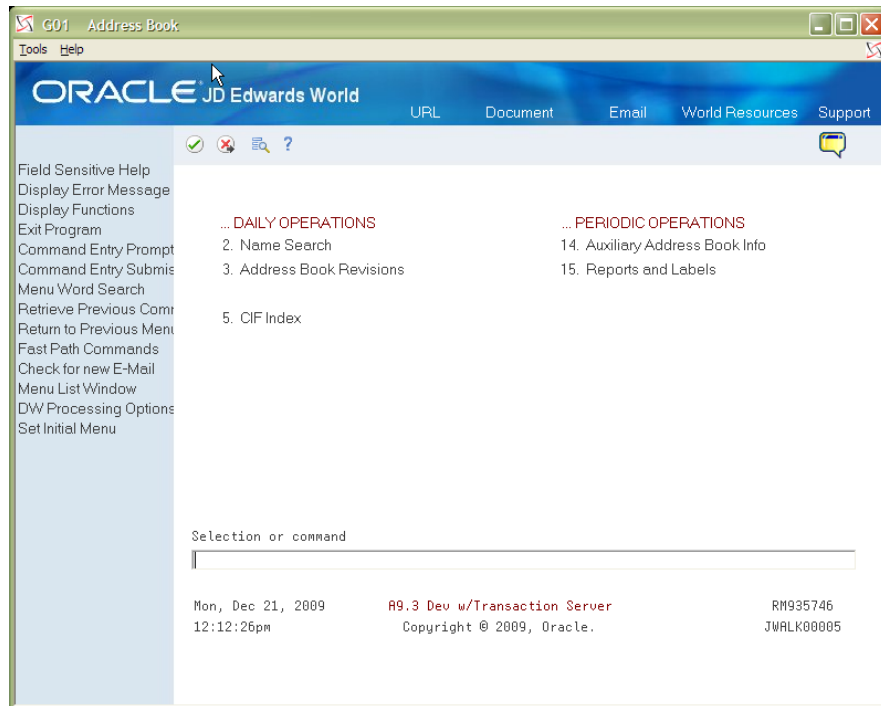 G01 Address Book
Tools Help
ORACLE JD Edwards World
URL Document Email World Resources Support
?
Field Sensitive Help
Display Error Message
Display Functions
Exit Program
Command Entry Prompt
Command Entry Submis
Menu Word Search
Retrieve Previous Com
Return to Previous Menu
Fast Path Commands
Check for new E-Mail
Menu List Window
DW Processing Options
Set Initial Menu
... DAILY OPERATIONS
2. Name Search
3. Address Book Revisions
5. CIF Index
... PERIODIC OPERATIONS
14. Auxiliary Address Book Info
15. Reports and Labels
Selection or command
Mon, Dec 21, 2009 A9.3 Dev w/Transaction Server RM935746
12:12:26pm Copyright © 2009, Oracle. JWALK00005